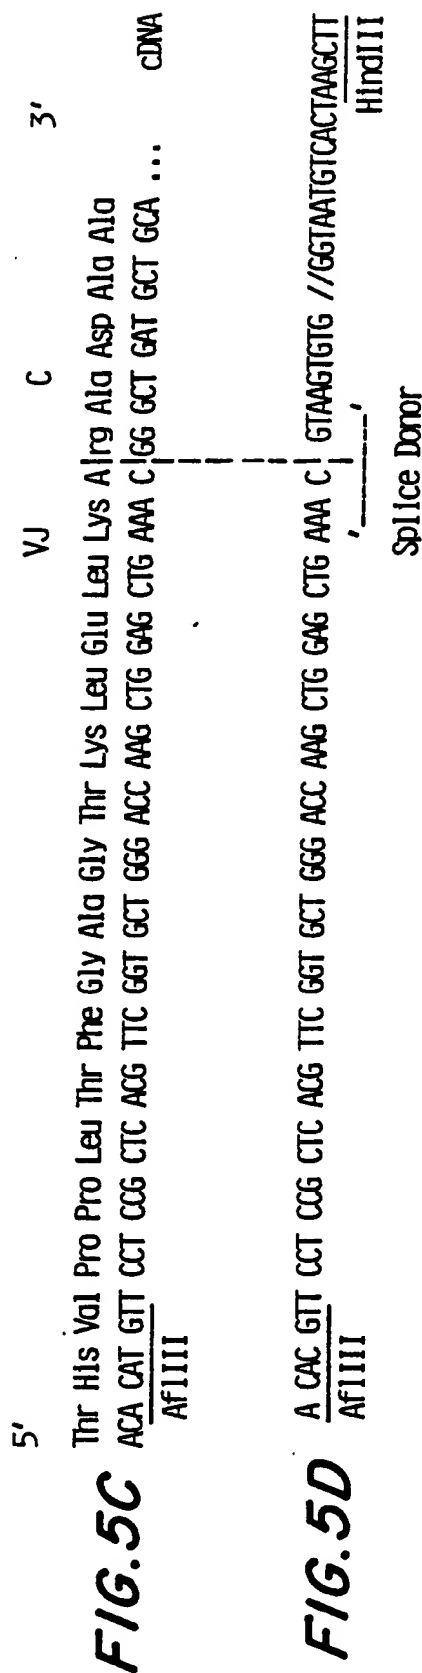 5' VJ C 3'
Thr His Val Pro Pro Leu Thr Phe Gly Ala Gly Thr Lys Leu Glu Leu Lys A|rg Ala Asp Ala Ala
FIG.5C ACA CAT GTT CCT CCG CTC ACG TTC GGT GCT GGG ACC AAG CTG GAG CTG AAA C|GG GCT GAT GCT GCA ... cDNA
AflIII
FIG.5D A CAC GTT CCT CCG CTC ACG TTC GGT GCT GGG ACC AAG CTG GAG CTG AAA C|GTAAGTGTG //GGTAATGTCACTAAGCTT
AflIII HindIII
Splice Donor